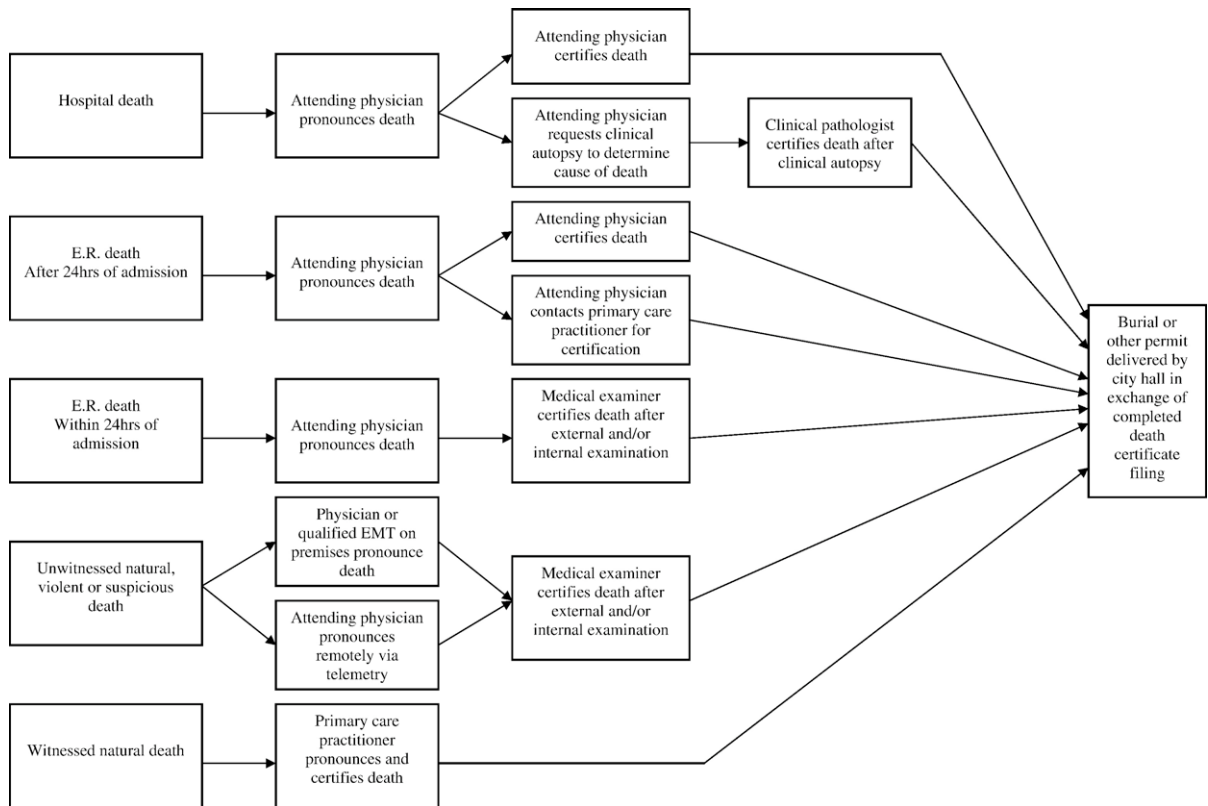 Hospital death
Attending physician
pronounces death
Attending physician
certifies death
Attending physician
requests clinical
autopsy to determine
cause of death
Clinical pathologist
certifies death after
clinical autopsy
E.R. death
After 24hrs of admission
Attending physician
pronounces death
Attending physician
certifies death
Attending physician
contacts primary care
practitioner for
certification
E.R. death
Within 24hrs of
admission
Attending physician
pronounces death
Medical examiner
certifies death after
external and/or
internal examination
Unwitnessed natural,
violent or suspicious
death
Physician or
qualified EMT on
premises pronounce
death
Attending physician
pronounces
remotely via
telemetry
Medical examiner
certifies death after
external and/or
internal examination
Witnessed natural death
Primary care
practitioner
pronounces and
certifies death
Burial or
other permit
delivered by
city hall in
exchange of
completed
death
certificate
filing